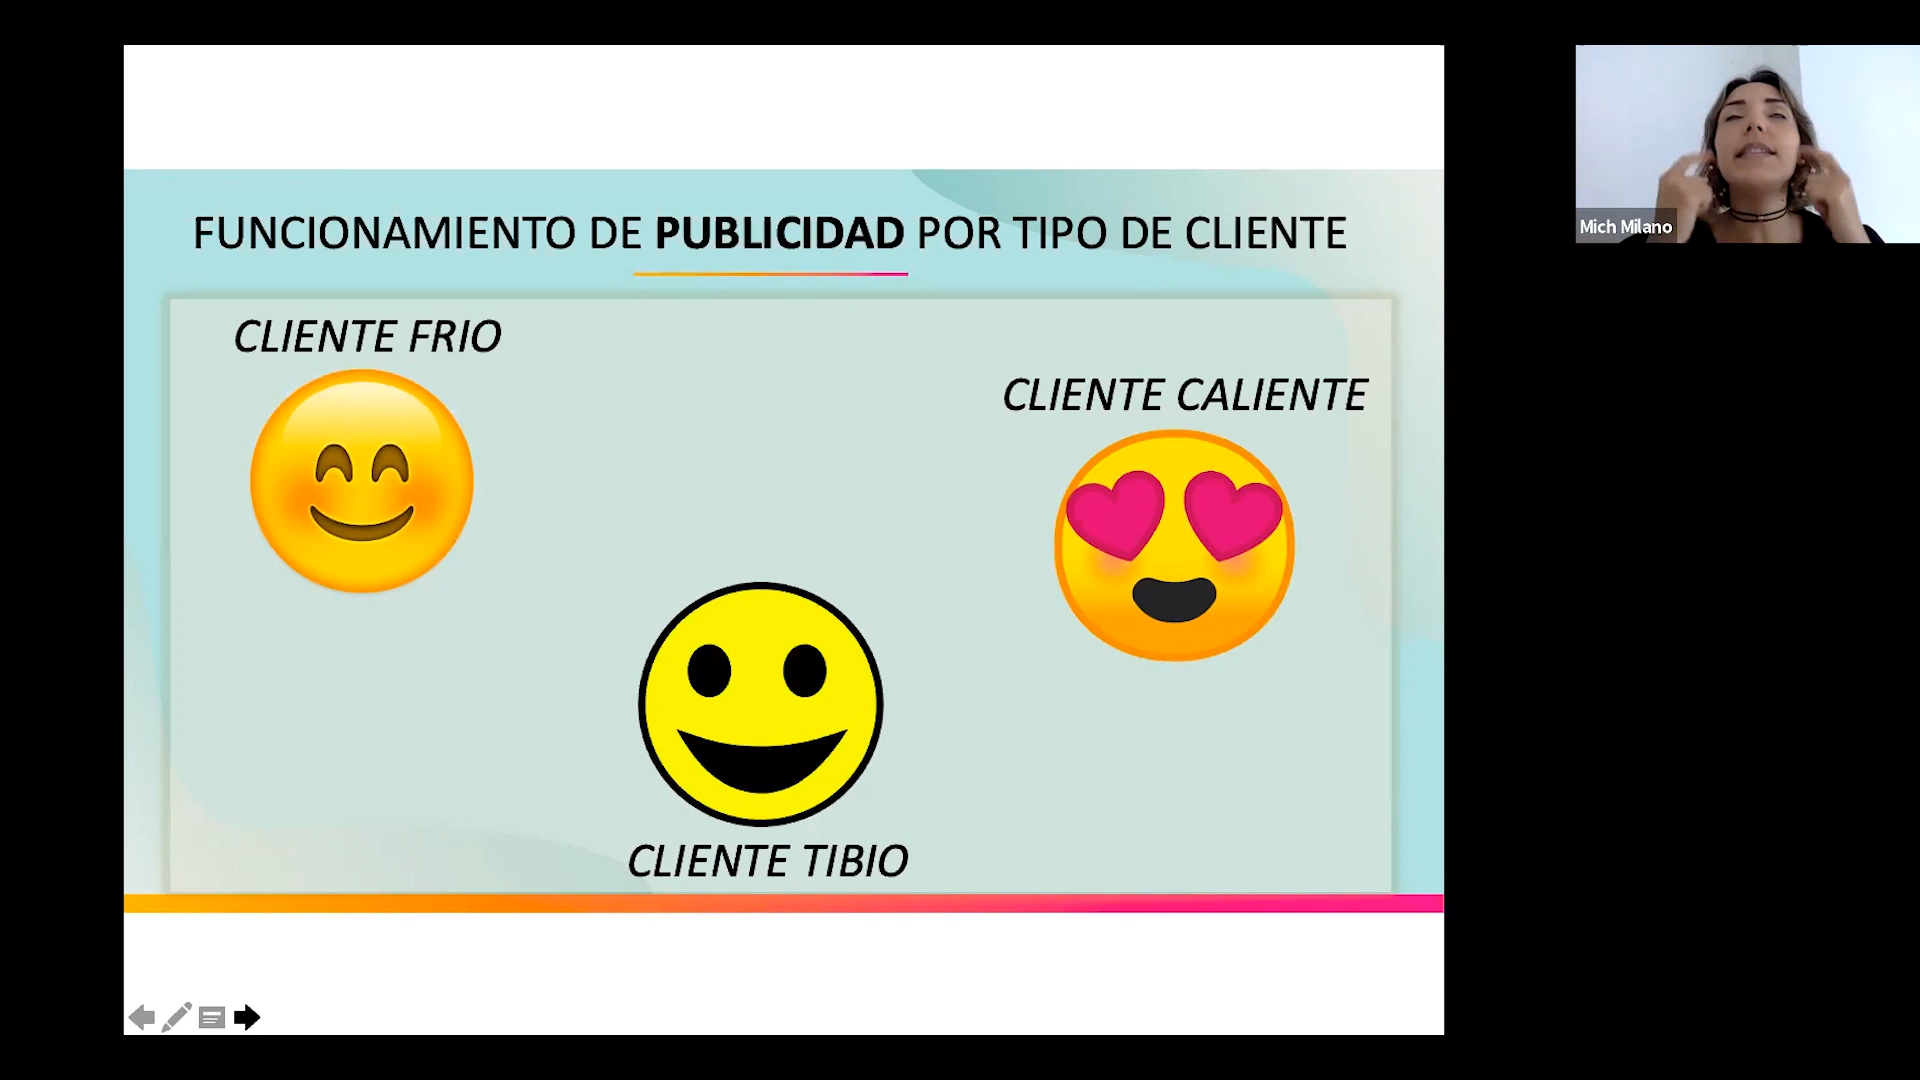 FUNCIONAMIENTO DE PUBLICIDAD POR TIPO DE CLIENTE
CLIENTE FRIO
CLIENTE CALIENTE
CLIENTE TIBIO
Mich Milano